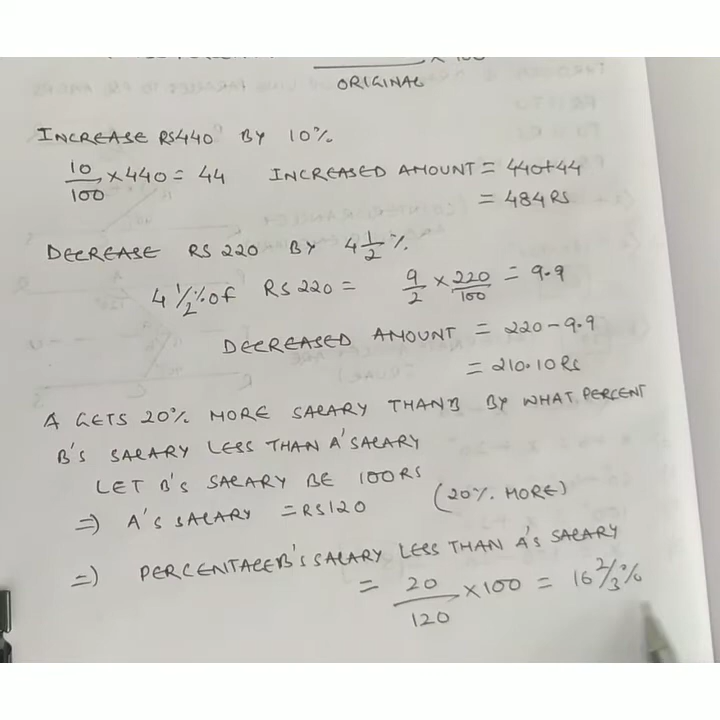 × 100
ORIGINAL
INCREASE RS440 BY 10%
10/100 × 440 = 44 INCREASED AMOUNT = 440+44
= 484 RS
DECREASE RS 220 BY 4 1/2 %
4 1/2% of RS 220 = 9/2 × 220/100 = 9.9
DECREASED AMOUNT = 220 - 9.9
= 210.10 RS
A GETS 20% MORE SALARY THAN B BY WHAT PERCENT
B'S SALARY LESS THAN A'SALARY
LET B'S SALARY BE 100 RS
⇒ A'S SALARY = RS120 (20% MORE)
⇒ PERCENTAGE B'S SALARY LESS THAN A'S SALARY
= 20/120 × 100 = 16 2/3 %